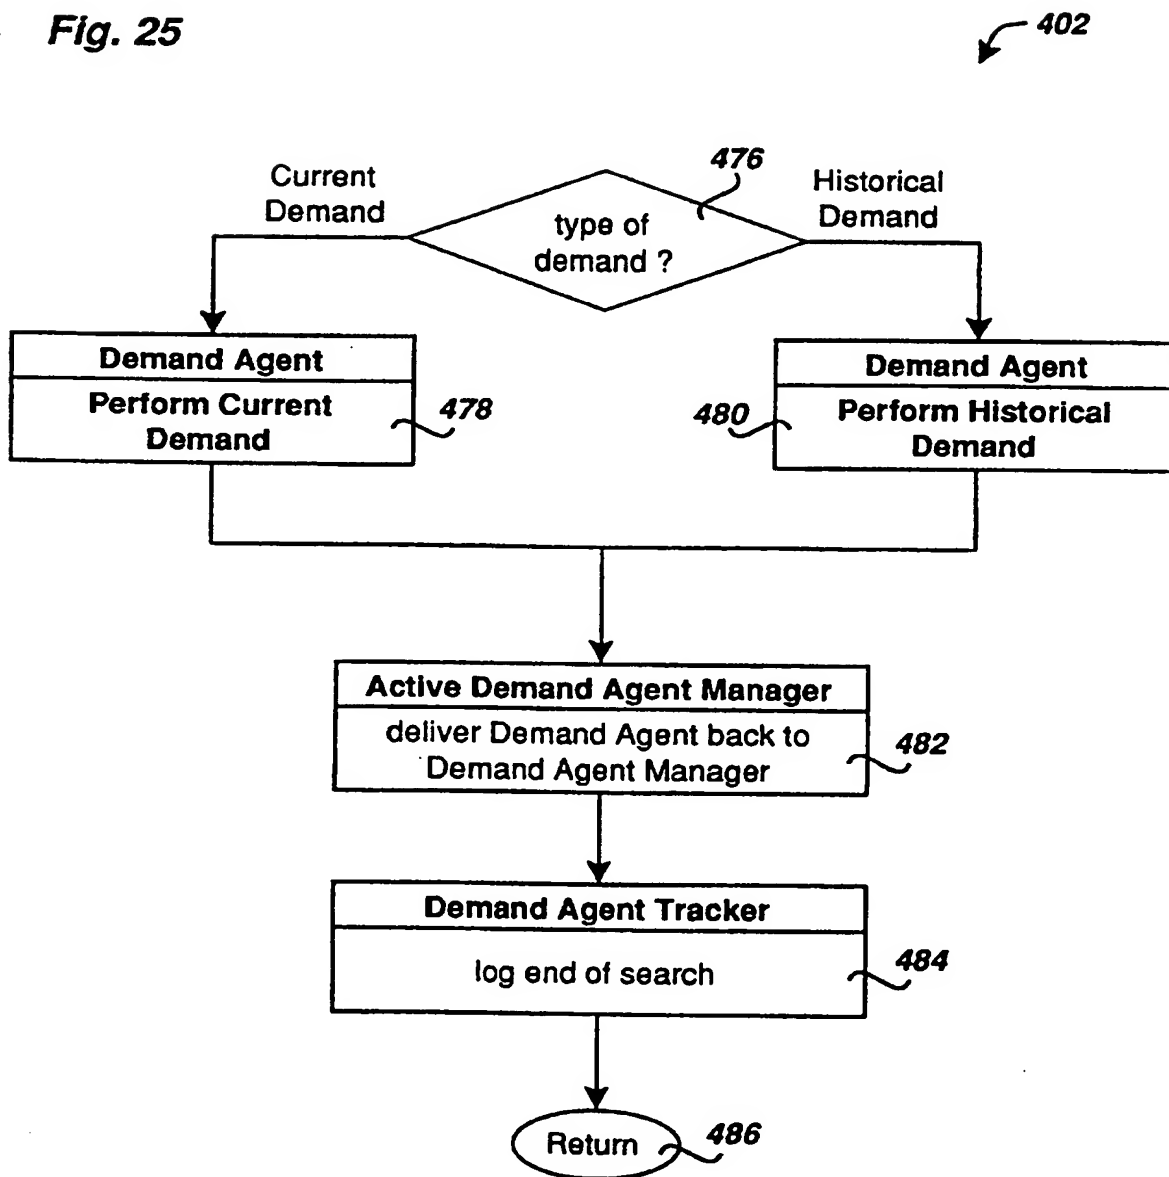 Fig. 25
402
476
Current
Demand
Historical
Demand
type of
demand ?
Demand Agent
Perform Current
Demand
478
Demand Agent
480
Perform Historical
Demand
Active Demand Agent Manager
deliver Demand Agent back to
Demand Agent Manager
482
Demand Agent Tracker
log end of search
484
Return
486